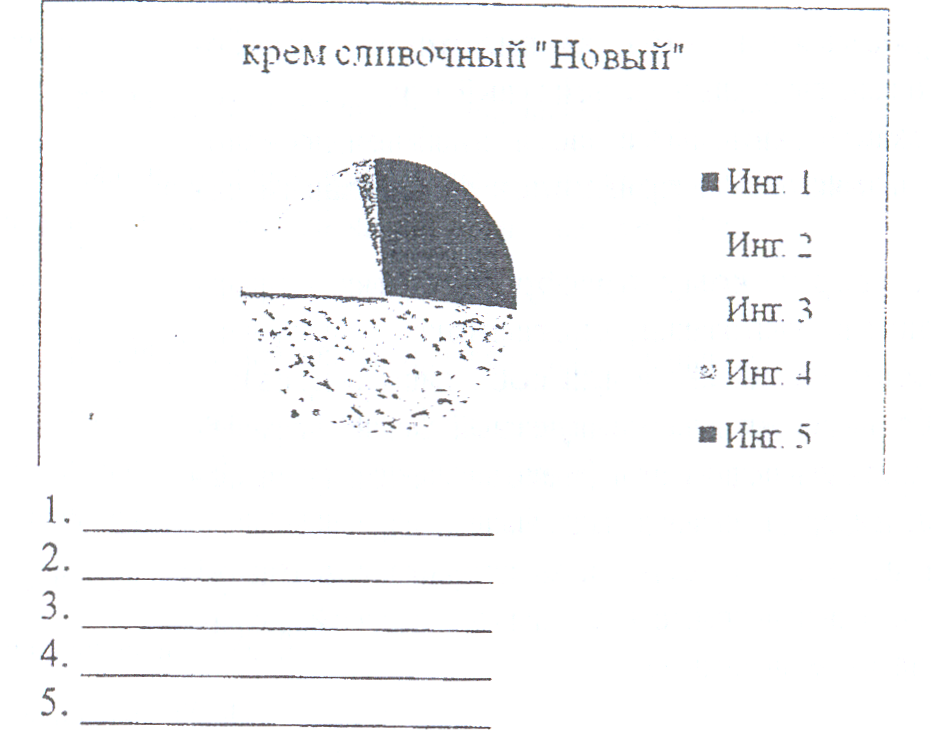 крем сливочный "Новый"
Инг. 1
Инг. 2
Инг. 3
Инг. 4
Инг. 5
1.
2.
3.
4.
5.